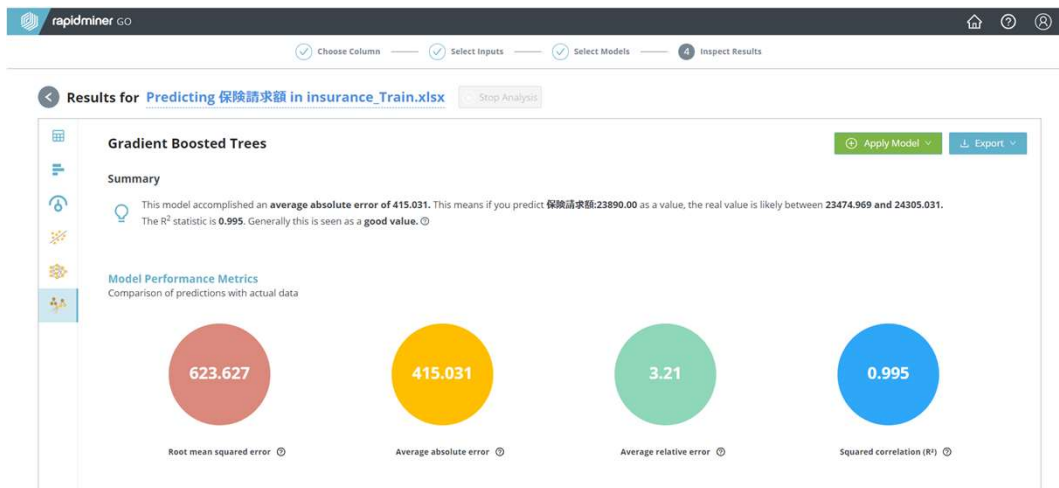 rapidminer GO
Choose Column Select Inputs Select Models 4 Inspect Results
Results for Predicting 保険請求額 in insurance_Train.xlsx Stop Analysis
Gradient Boosted Trees Apply Model Export
Summary
This model accomplished an average absolute error of 415.031. This means if you predict 保険請求額:23890.00 as a value, the real value is likely between 23474.969 and 24305.031.
The R² statistic is 0.995. Generally this is seen as a good value.
Model Performance Metrics
Comparison of predictions with actual data
623.627 415.031 3.21 0.995
Root mean squared error Average absolute error Average relative error Squared correlation (R²)